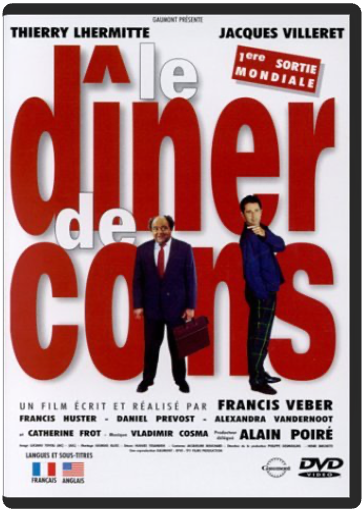 GAUMONT PRÉSENTE
THIERRY LHERMITTE JACQUES VILLERET
1ere SORTIE
MONDIALE
le
dîner
de
cons
UN FILM ÉCRIT ET RÉALISÉ PAR FRANCIS VEBER
FRANCIS HUSTER - DANIEL PREVOST - ALEXANDRA VANDERNOOT
et CATHERINE FROT - Musique VLADIMIR COSMA Producteur délégué ALAIN POIRÉ
LANGUES ET SOUS-TITRES
FRANÇAIS ANGLAIS
Gaumont
DVD
VIDEO